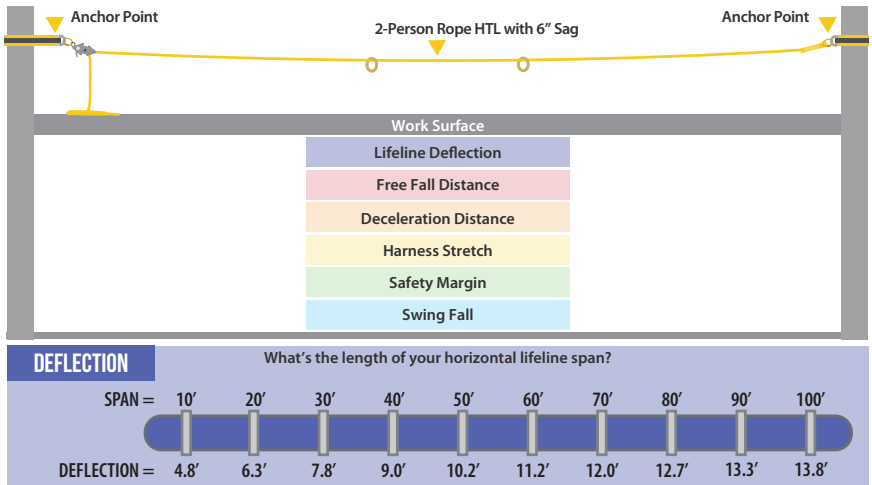 Anchor Point
2-Person Rope HTL with 6” Sag
Anchor Point
Work Surface
Lifeline Deflection
Free Fall Distance
Deceleration Distance
Harness Stretch
Safety Margin
Swing Fall
DEFLECTION
What’s the length of your horizontal lifeline span?
SPAN = 10’ 20’ 30’ 40’ 50’ 60’ 70’ 80’ 90’ 100’
DEFLECTION = 4.8’ 6.3’ 7.8’ 9.0’ 10.2’ 11.2’ 12.0’ 12.7’ 13.3’ 13.8’